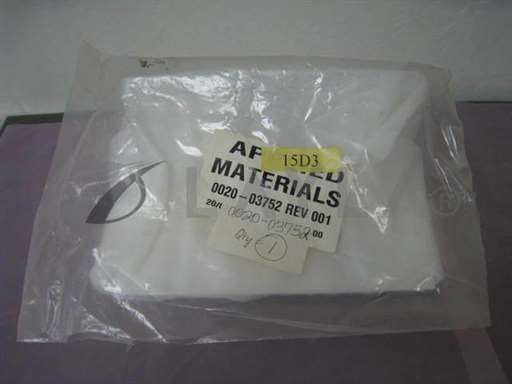 15D3
MATERIALS
0020-03752 REV 001
0020-03752
Qty - 1